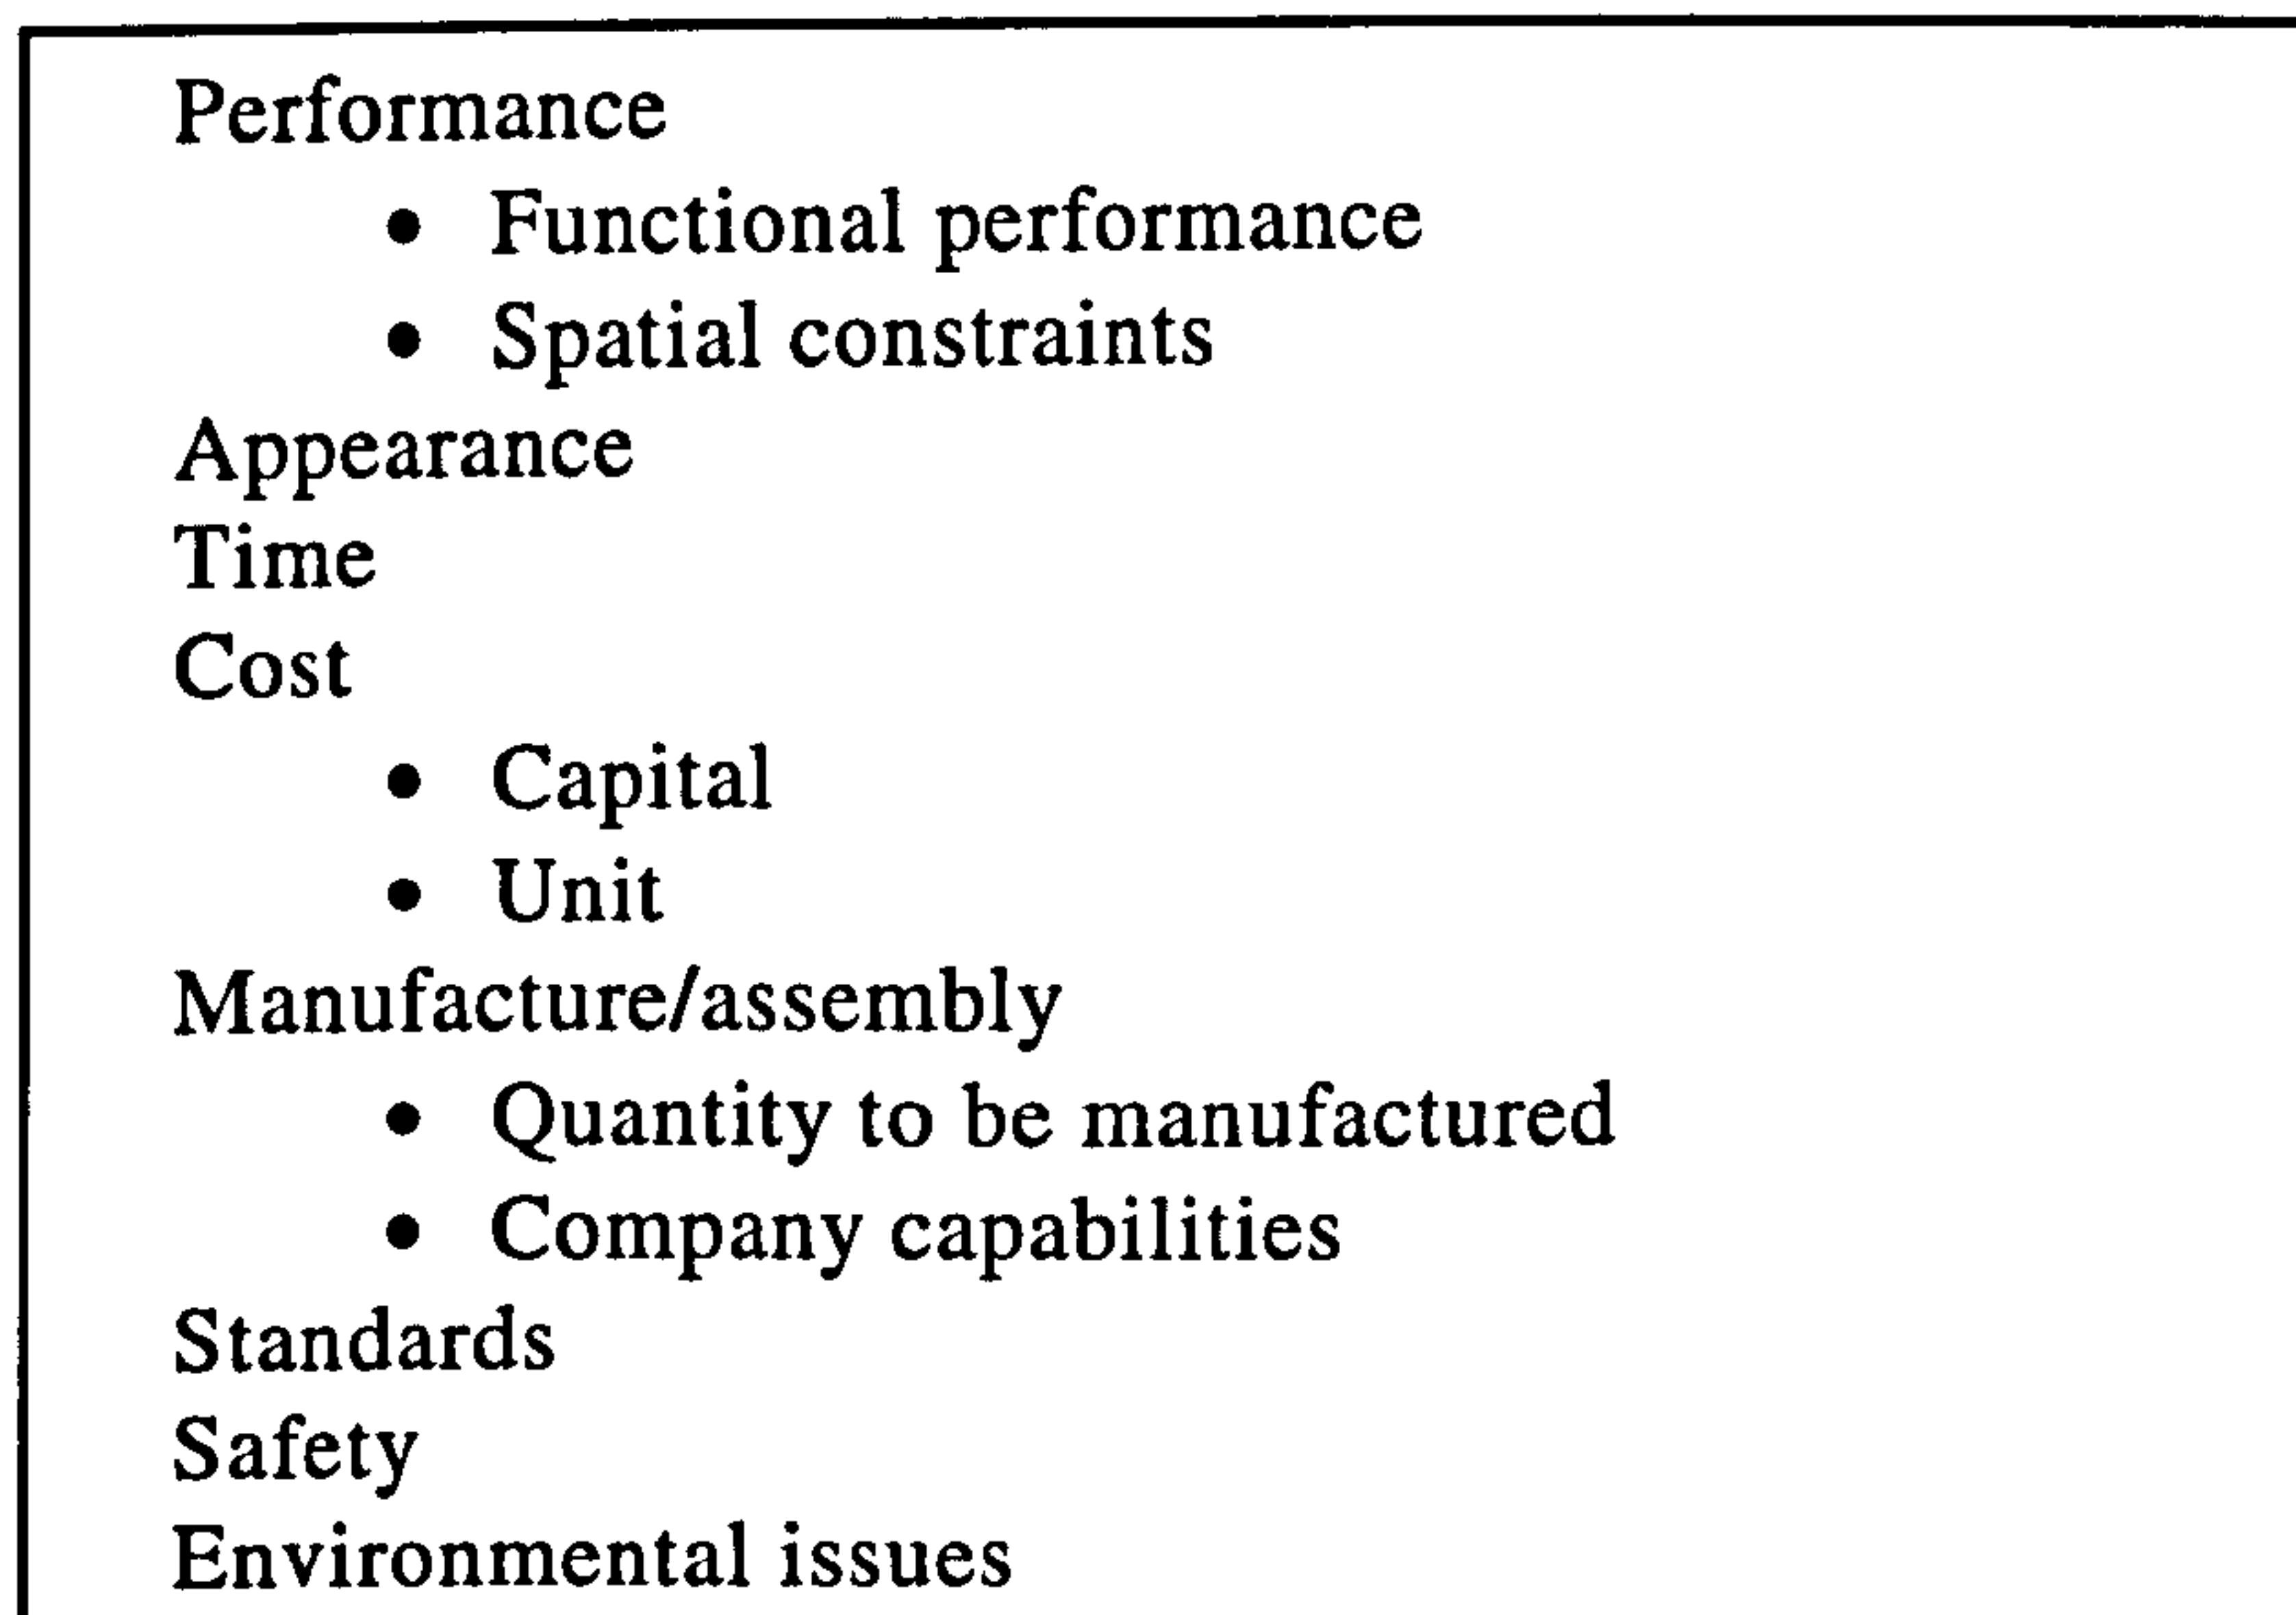 Performance
• Functional performance
• Spatial constraints
Appearance
Time
Cost
• Capital
• Unit
Manufacture/assembly
• Quantity to be manufactured
• Company capabilities
Standards
Safety
Environmental issues